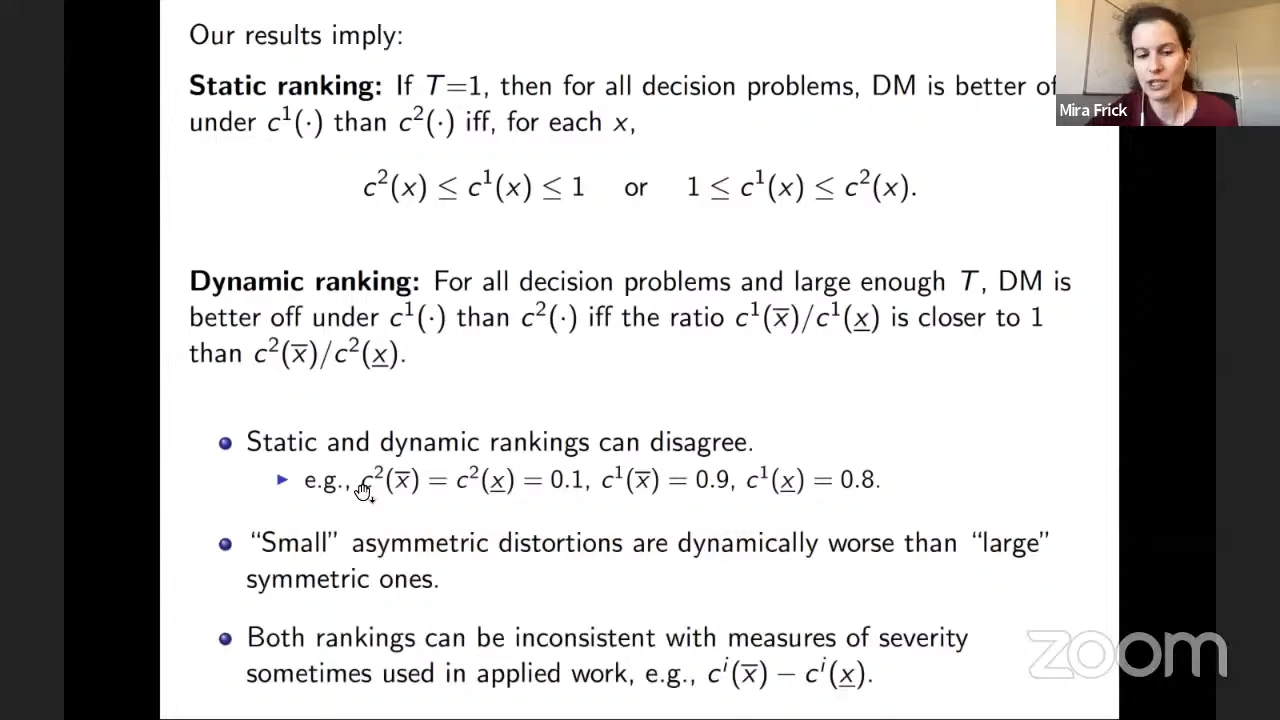 Our results imply:
Static ranking: If T=1, then for all decision problems, DM is better of
under c¹(·) than c²(·) iff, for each x,
c²(x) ≤ c¹(x) ≤ 1 or 1 ≤ c¹(x) ≤ c²(x).
Dynamic ranking: For all decision problems and large enough T, DM is
better off under c¹(·) than c²(·) iff the ratio c¹(x̅)/c¹(x̲) is closer to 1
than c²(x̅)/c²(x̲).
Static and dynamic rankings can disagree.
e.g., c²(x̅) = c²(x̲) = 0.1, c¹(x̅) = 0.9, c¹(x̲) = 0.8.
“Small” asymmetric distortions are dynamically worse than “large”
symmetric ones.
Both rankings can be inconsistent with measures of severity
sometimes used in applied work, e.g., cⁱ(x̅) − cⁱ(x̲).
Mira Frick
zoom